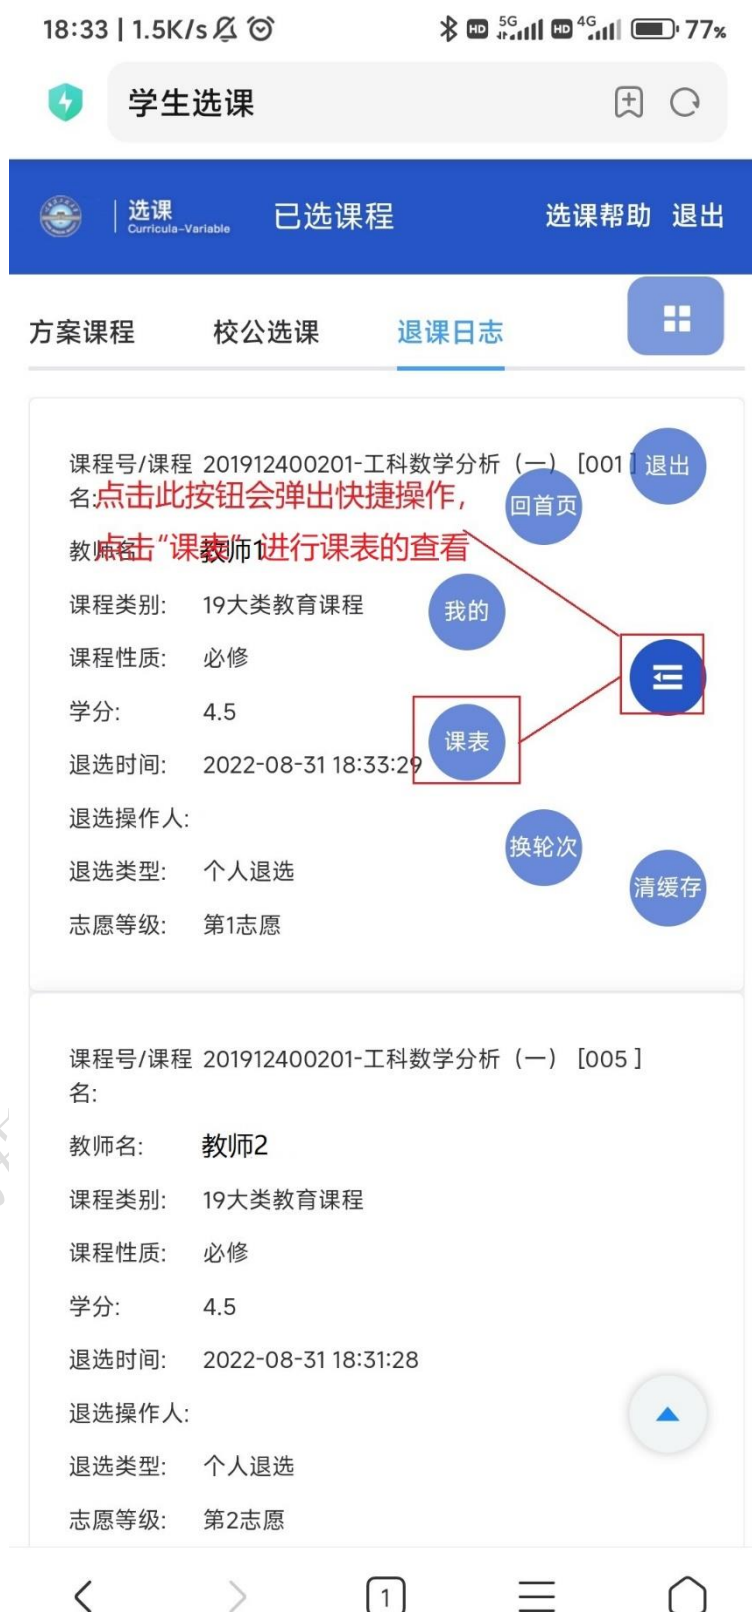 18:33 | 1.5K/s HD 5G HD 4G 77%
学生选课
选课 已选课程 选课帮助 退出
Curricula-Variable
方案课程 校公选课 退课日志
课程号/课程 201912400201-工科数学分析（一）[001] 退出
名:点击此按钮会弹出快捷操作, 回首页
教师名: 教师1
点击“课表”进行课表的查看
课程类别: 19大类教育课程 我的
课程性质: 必修
学分: 4.5 课表
退选时间: 2022-08-31 18:33:29
退选操作人:
换轮次
退选类型: 个人退选 清缓存
志愿等级: 第1志愿
课程号/课程 201912400201-工科数学分析（一）[005 ]
名:
教师名: 教师2
课程类别: 19大类教育课程
课程性质: 必修
学分: 4.5
退选时间: 2022-08-31 18:31:28
退选操作人:
退选类型: 个人退选
志愿等级: 第2志愿
1